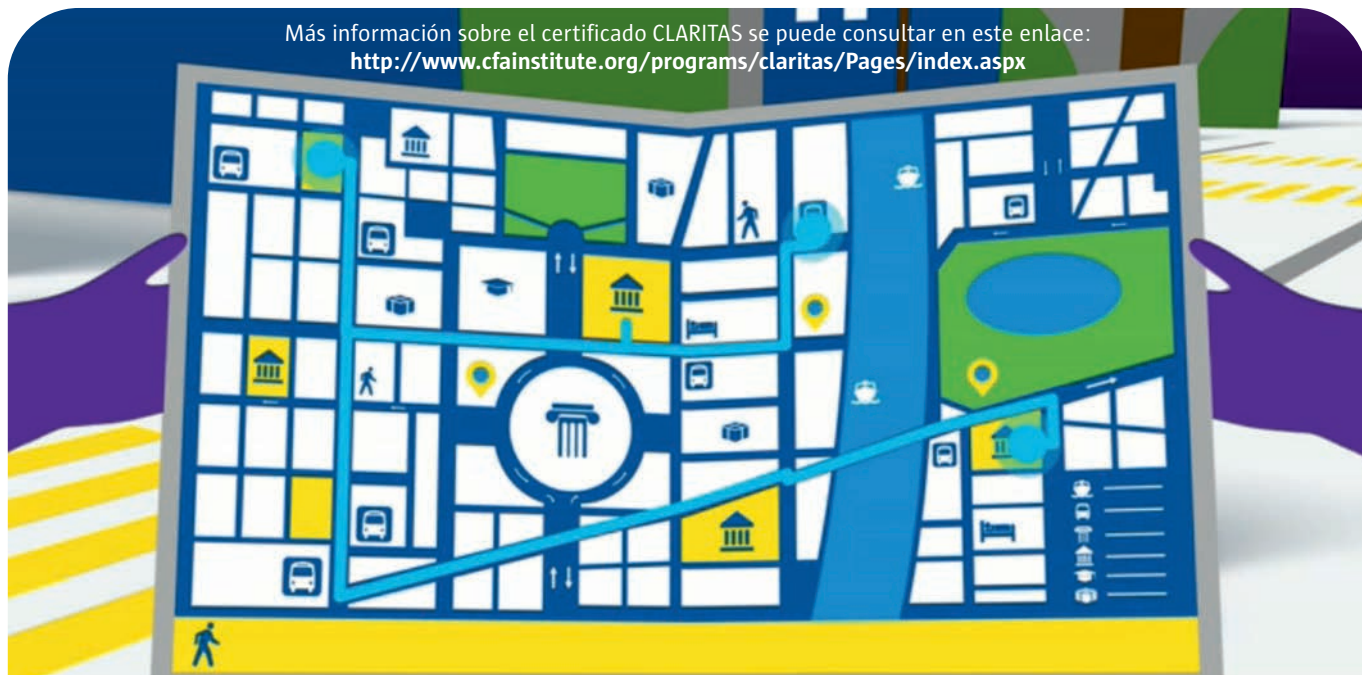 Más información sobre el certificado CLARITAS se puede consultar en este enlace:
http://www.cfainstitute.org/programs/claritas/Pages/index.aspx